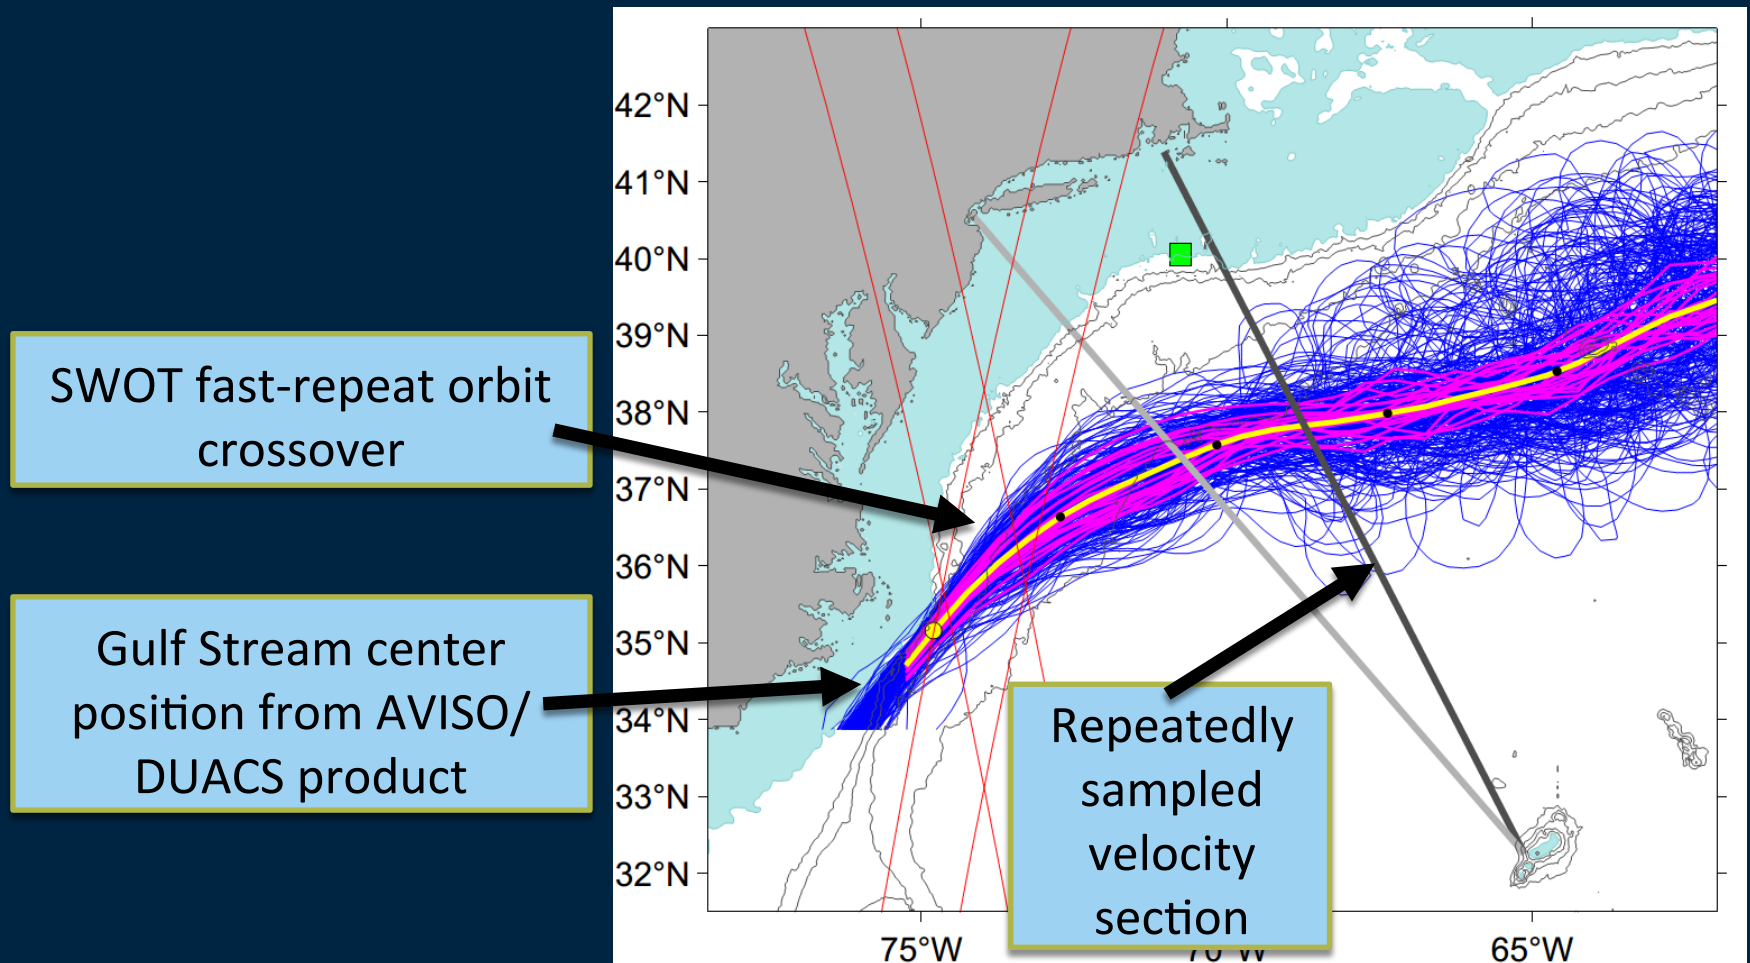 42°N
41°N
40°N
39°N
38°N
37°N
36°N
35°N
34°N
33°N
32°N
SWOT fast-repeat orbit
crossover
Gulf Stream center
position from AVISO/
DUACS product
Repeatedly
sampled
velocity
section
75°W
70°W
65°W